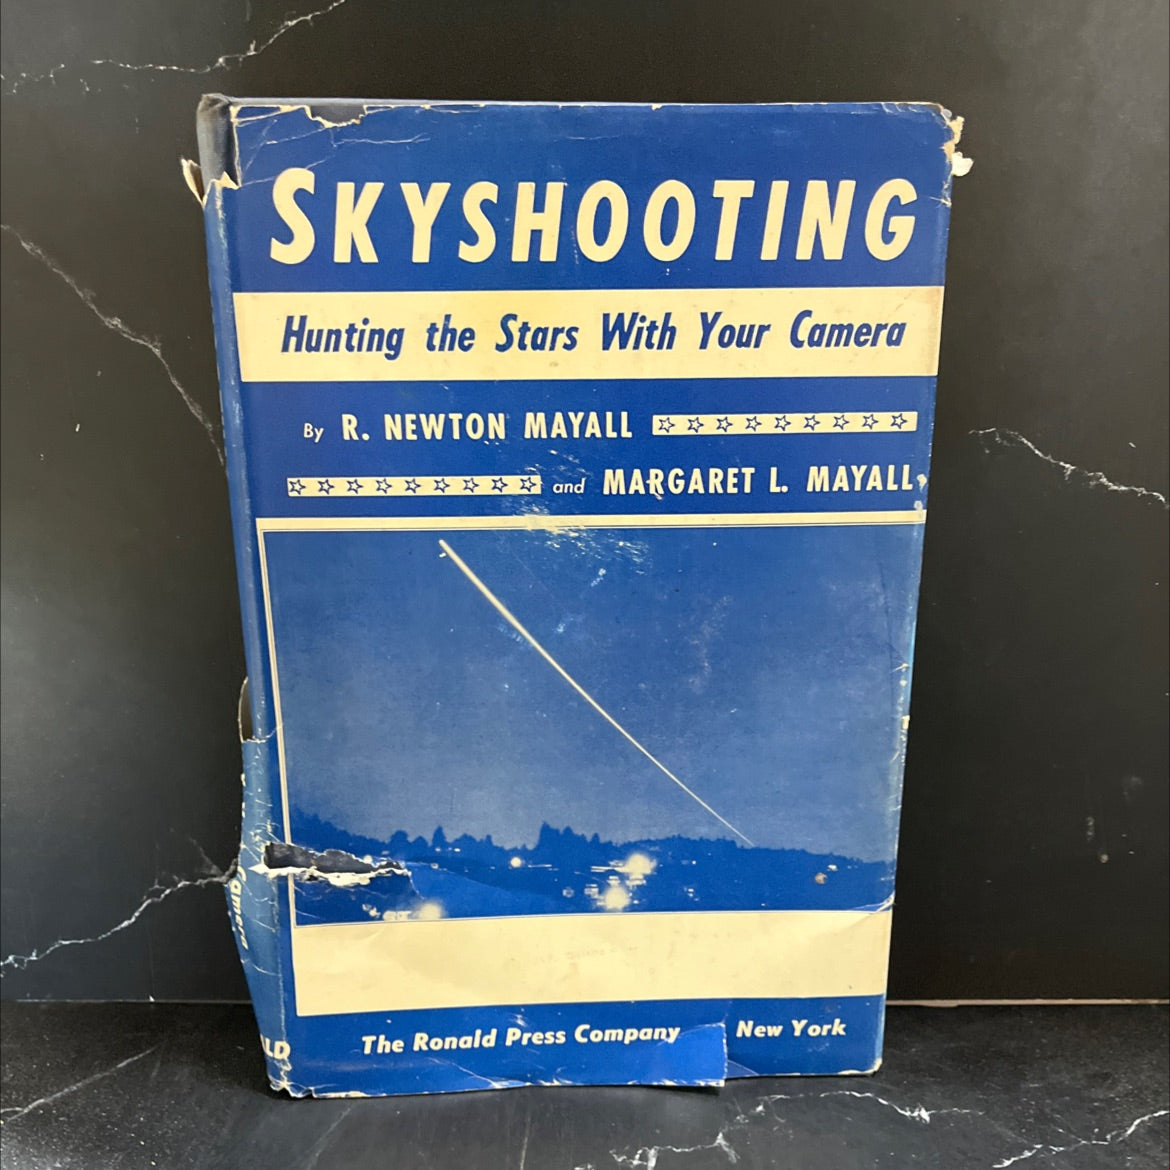 SKYSHOOTING
Hunting the Stars With Your Camera
By R. NEWTON MAYALL
and MARGARET L. MAYALL
The Ronald Press Company New York
Camera